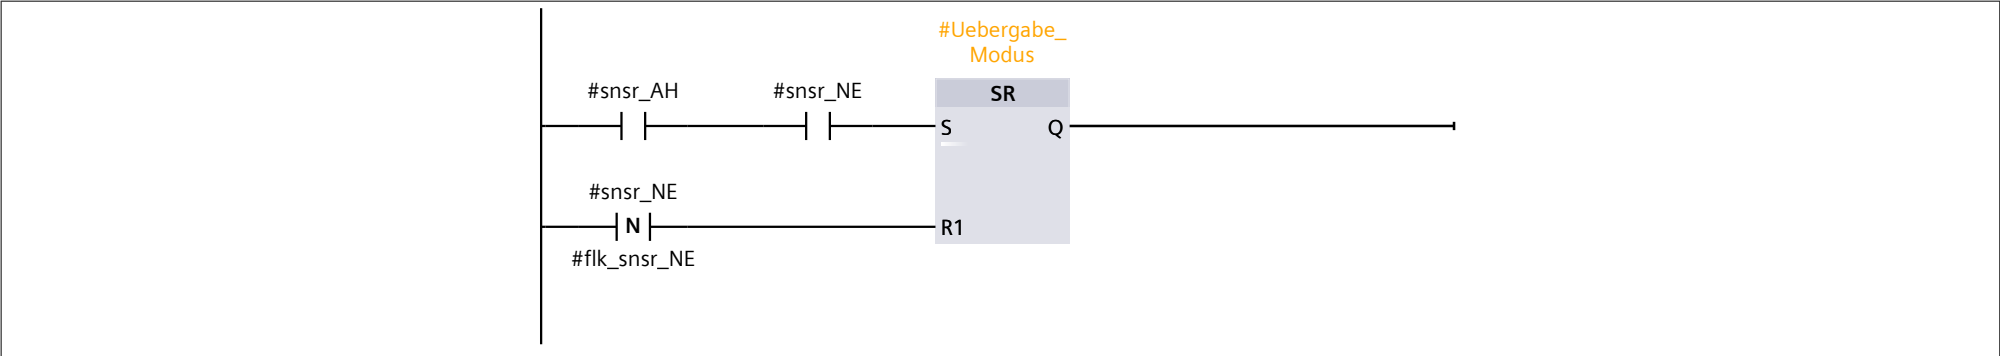 #Uebergabe_
Modus
#snsr_AH
#snsr_NE
SR
S
Q
#snsr_NE
N
R1
#flk_snsr_NE